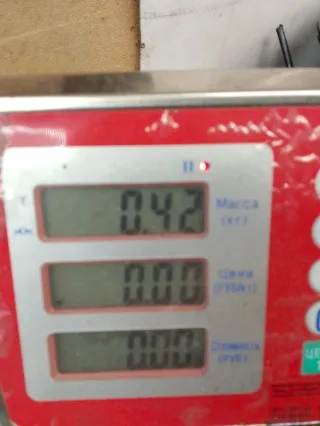 0.42
Масса
(кг)
0.00
Цена
(РУБ/кг)
0.00
Стоимость
(РУБ)